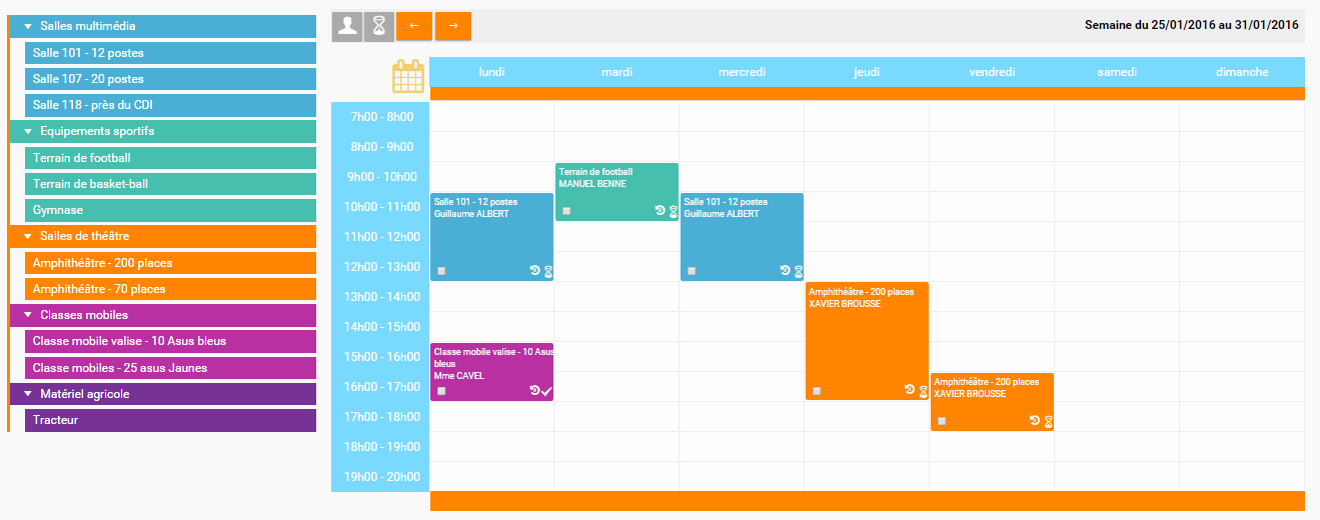 Salles multimédia
Salle 101 - 12 postes
Salle 107 - 20 postes
Salle 118 - près du CDI
Equipements sportifs
Terrain de football
Terrain de basket-ball
Gymnase
Salles de théâtre
Amphithéâtre - 200 places
Amphithéâtre - 70 places
Classes mobiles
Classe mobile valise - 10 Asus bleus
Classe mobiles - 25 asus Jaunes
Matériel agricole
Tracteur
← → Semaine du 25/01/2016 au 31/01/2016
lundi mardi mercredi jeudi vendredi samedi dimanche
7h00 - 8h00
8h00 - 9h00
9h00 - 10h00
10h00 - 11h00
11h00 - 12h00
12h00 - 13h00
13h00 - 14h00
14h00 - 15h00
15h00 - 16h00
16h00 - 17h00
17h00 - 18h00
18h00 - 19h00
19h00 - 20h00
Salle 101 - 12 postes
Guillaume ALBERT
Classe mobile valise - 10 Asus
bleus
Mme CAVEL
Terrain de football
MANUEL BENNE
Salle 101 - 12 postes
Guillaume ALBERT
Amphithéâtre - 200 places
XAVIER BROUSSE
Amphithéâtre - 200 places
XAVIER BROUSSE